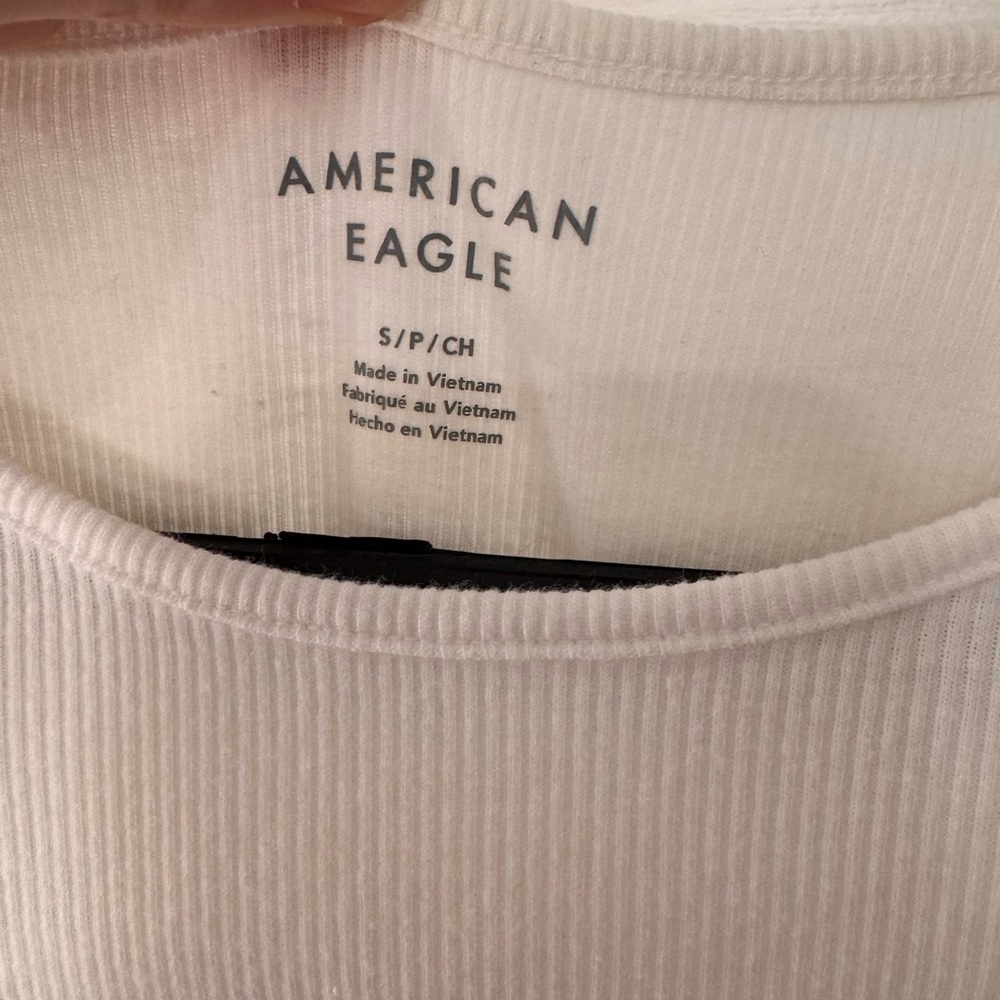 AMERICAN
EAGLE
S/P/CH
Made in Vietnam
Fabriqué au Vietnam
Hecho en Vietnam